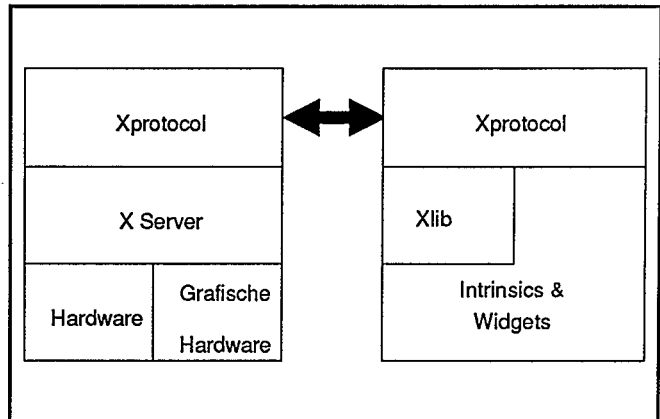 Xprotocol
X Server
Hardware
Grafische
Hardware
Xprotocol
Xlib
Intrinsics &
Widgets